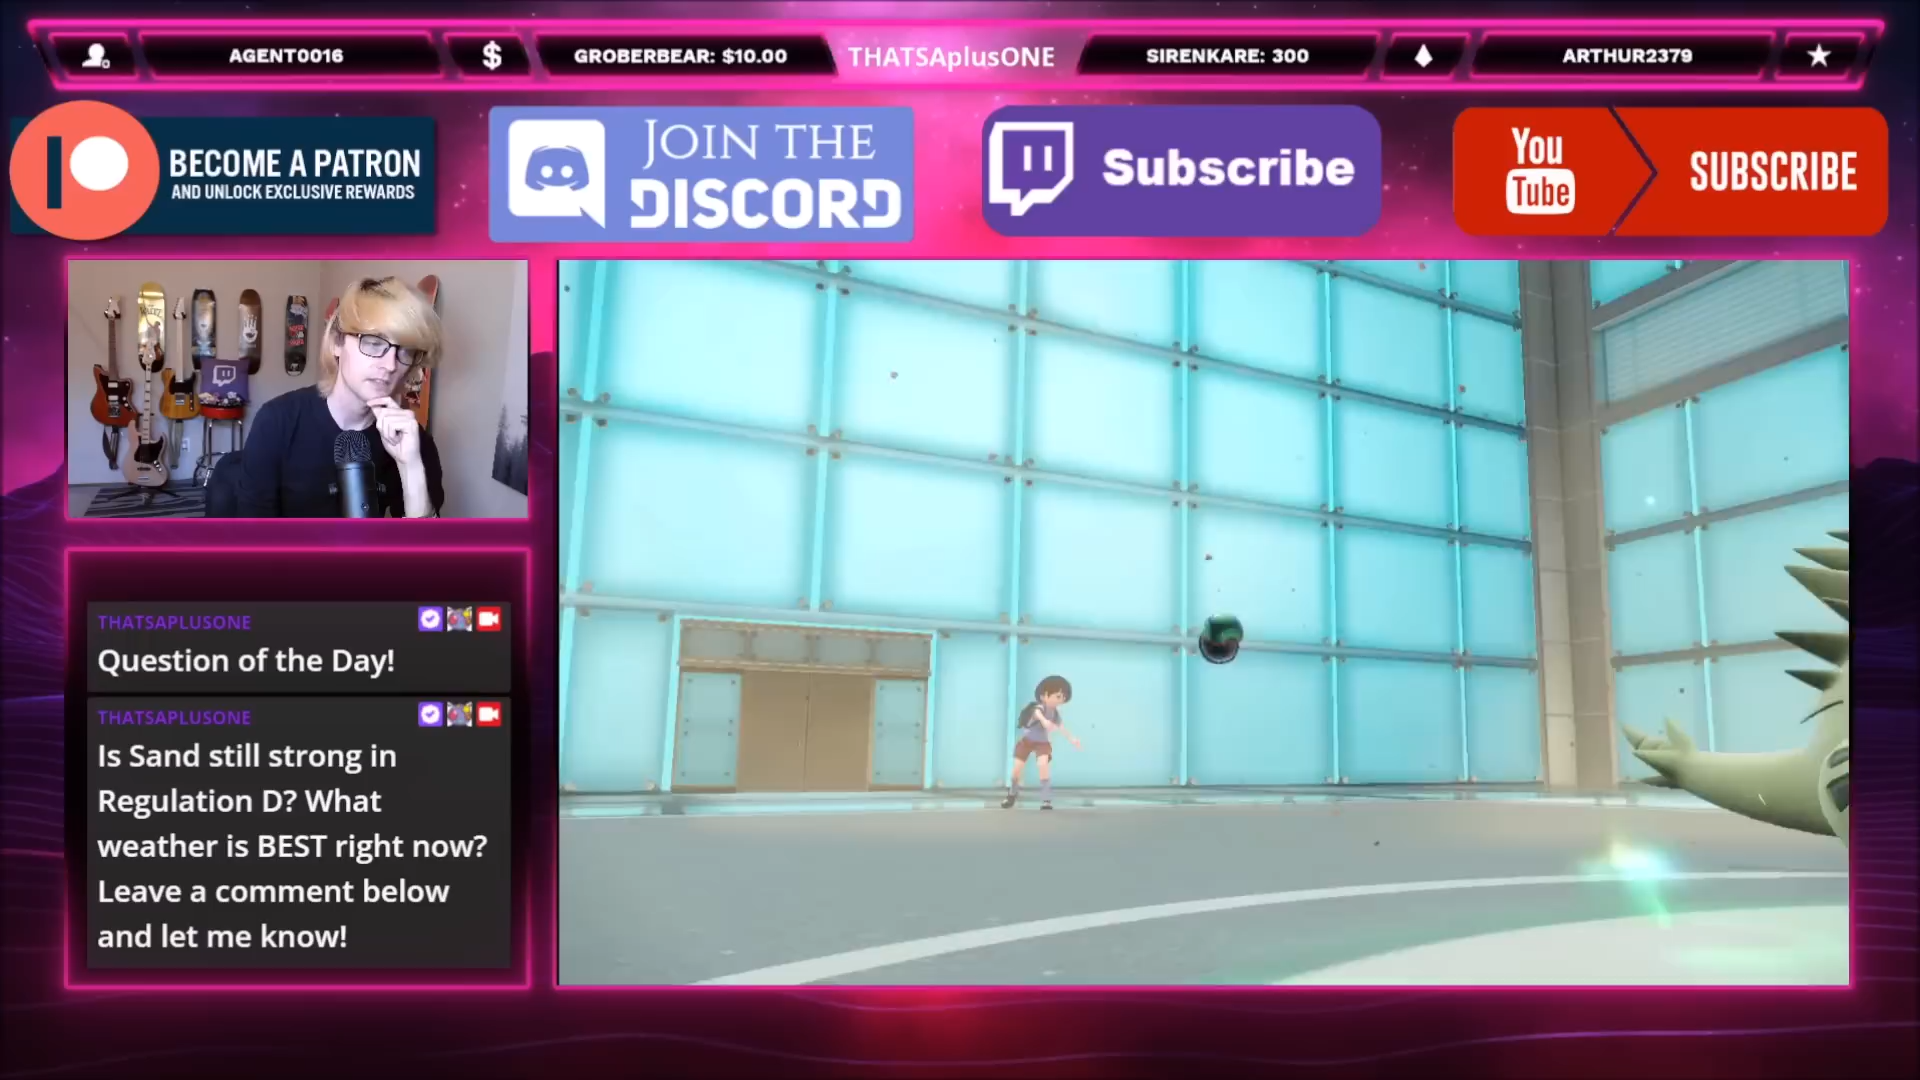 AGENT0016
$
GROBERBEAR: $10.00
THATSAplusONE
SIRENKARE: 300
ARTHUR2379
BECOME A PATRON
AND UNLOCK EXCLUSIVE REWARDS
JOIN THE
DISCORD
Subscribe
You
Tube
SUBSCRIBE
THATSAPLUSONE
Question of the Day!
THATSAPLUSONE
Is Sand still strong in
Regulation D? What
weather is BEST right now?
Leave a comment below
and let me know!